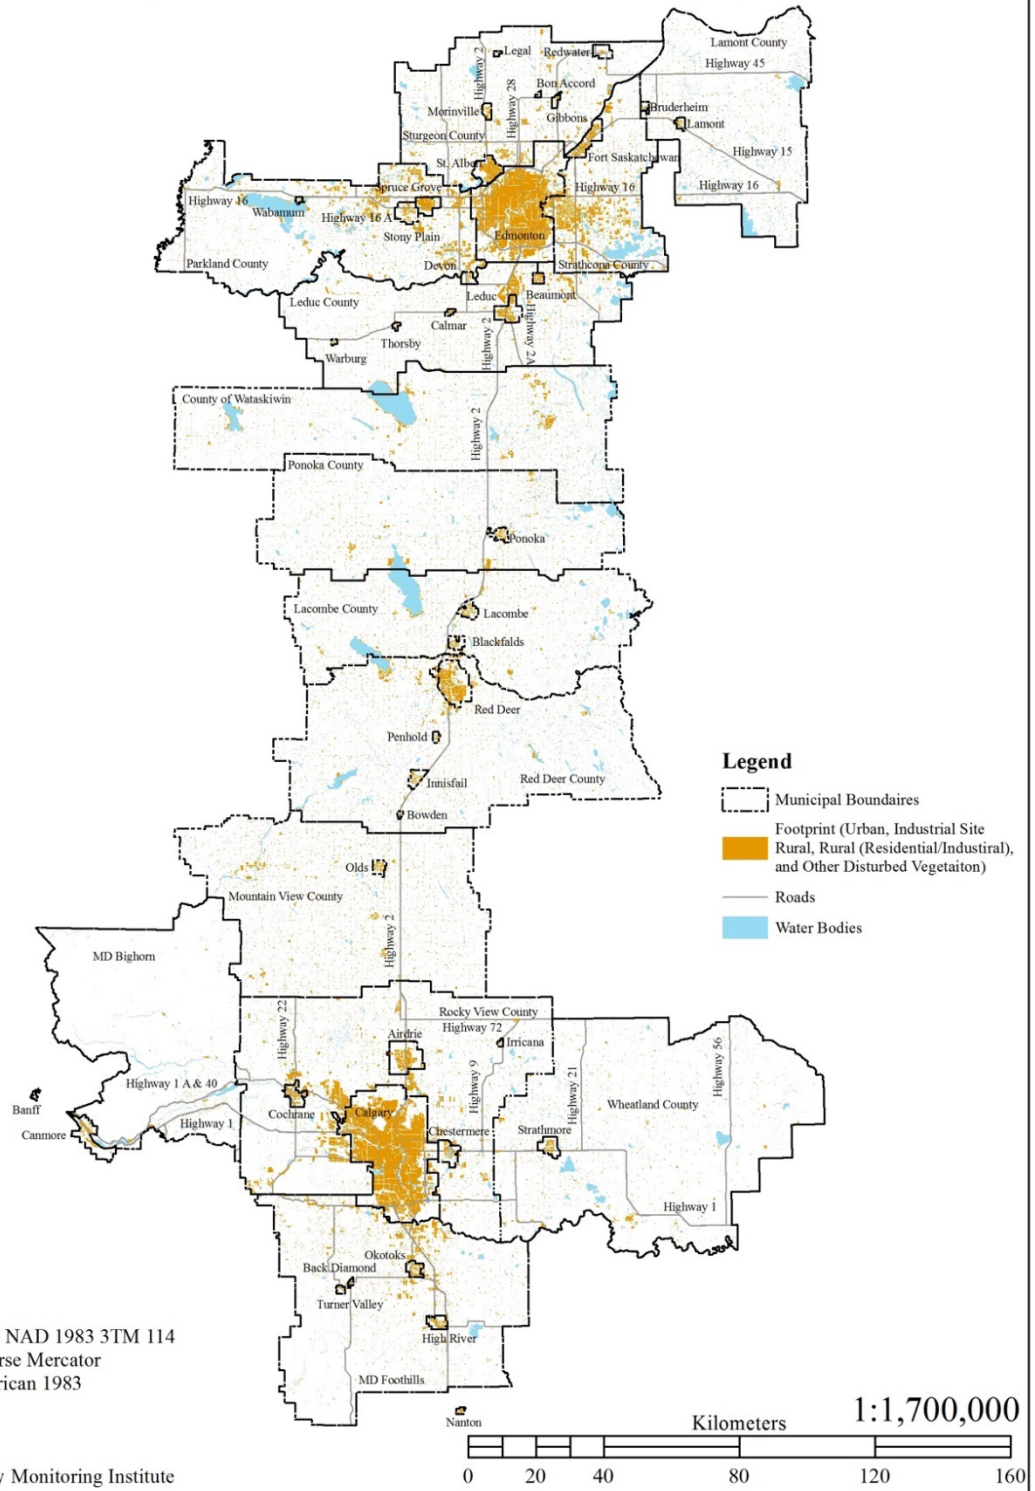 Lamont County
Highway 45
Legal
Redwater
Highway 2
Bon Accord
Highway 28
Bruderheim
Morinville
Gibbons
Lamont
Sturgeon County
Highway 15
St. Albe
Fort Saskatchewan
Spruce Grove
Highway 16
Highway 16
Highway 16
Wabamum
Highway 16 A
Stony Plain
Edmonton
Parkland County
Devon
Strathcona County
Leduc County
Leduc
Beaumont
Calmar
Highway 2
Highway 2A
Thorsby
Warburg
County of Wataskiwin
Highway 2
Ponoka County
Ponoka
Lacombe County
Lacombe
Blackfalds
Red Deer
Penhold
Innisfail
Red Deer County
Bowden
Olds
Mountain View County
Highway 2
MD Bighorn
Legend
Municipal Boundaires
Footprint (Urban, Industrial Site
Rural, Rural (Residential/Industiral),
and Other Disturbed Vegetaiton)
Roads
Water Bodies
Highway 22
Rocky View County
Highway 72
Airdrie
Irricana
Highway 9
Highway 21
Highway 56
Highway 1 A & 40
Wheatland County
Banff
Cochrane
Calgary
Canmore
Highway 1
Chestermere
Strathmore
Highway 1
Okotoks
Back Diamond
Turner Valley
High River
MD Foothills
Nanton
NAD 1983 3TM 114
rse Mercator
rican 1983
y Monitoring Institute
Kilometers
1:1,700,000
0 20 40 80 120 160